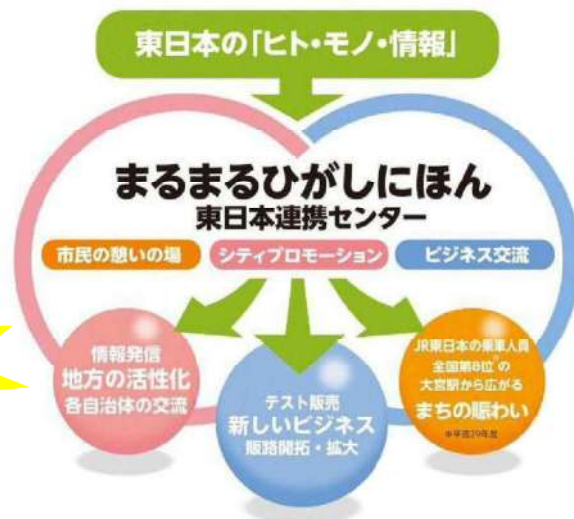 東日本の「ヒト・モノ・情報」
まるまるひがしにほん
東日本連携センター
市民の憩いの場
シティプロモーション
ビジネス交流
情報発信
地方の活性化
各自治体の交流
テスト販売
新しいビジネス
販路開拓・拡大
JR東日本の乗車人員
全国第8位※の
大宮駅から広がる
まちの賑わい
※平成29年度